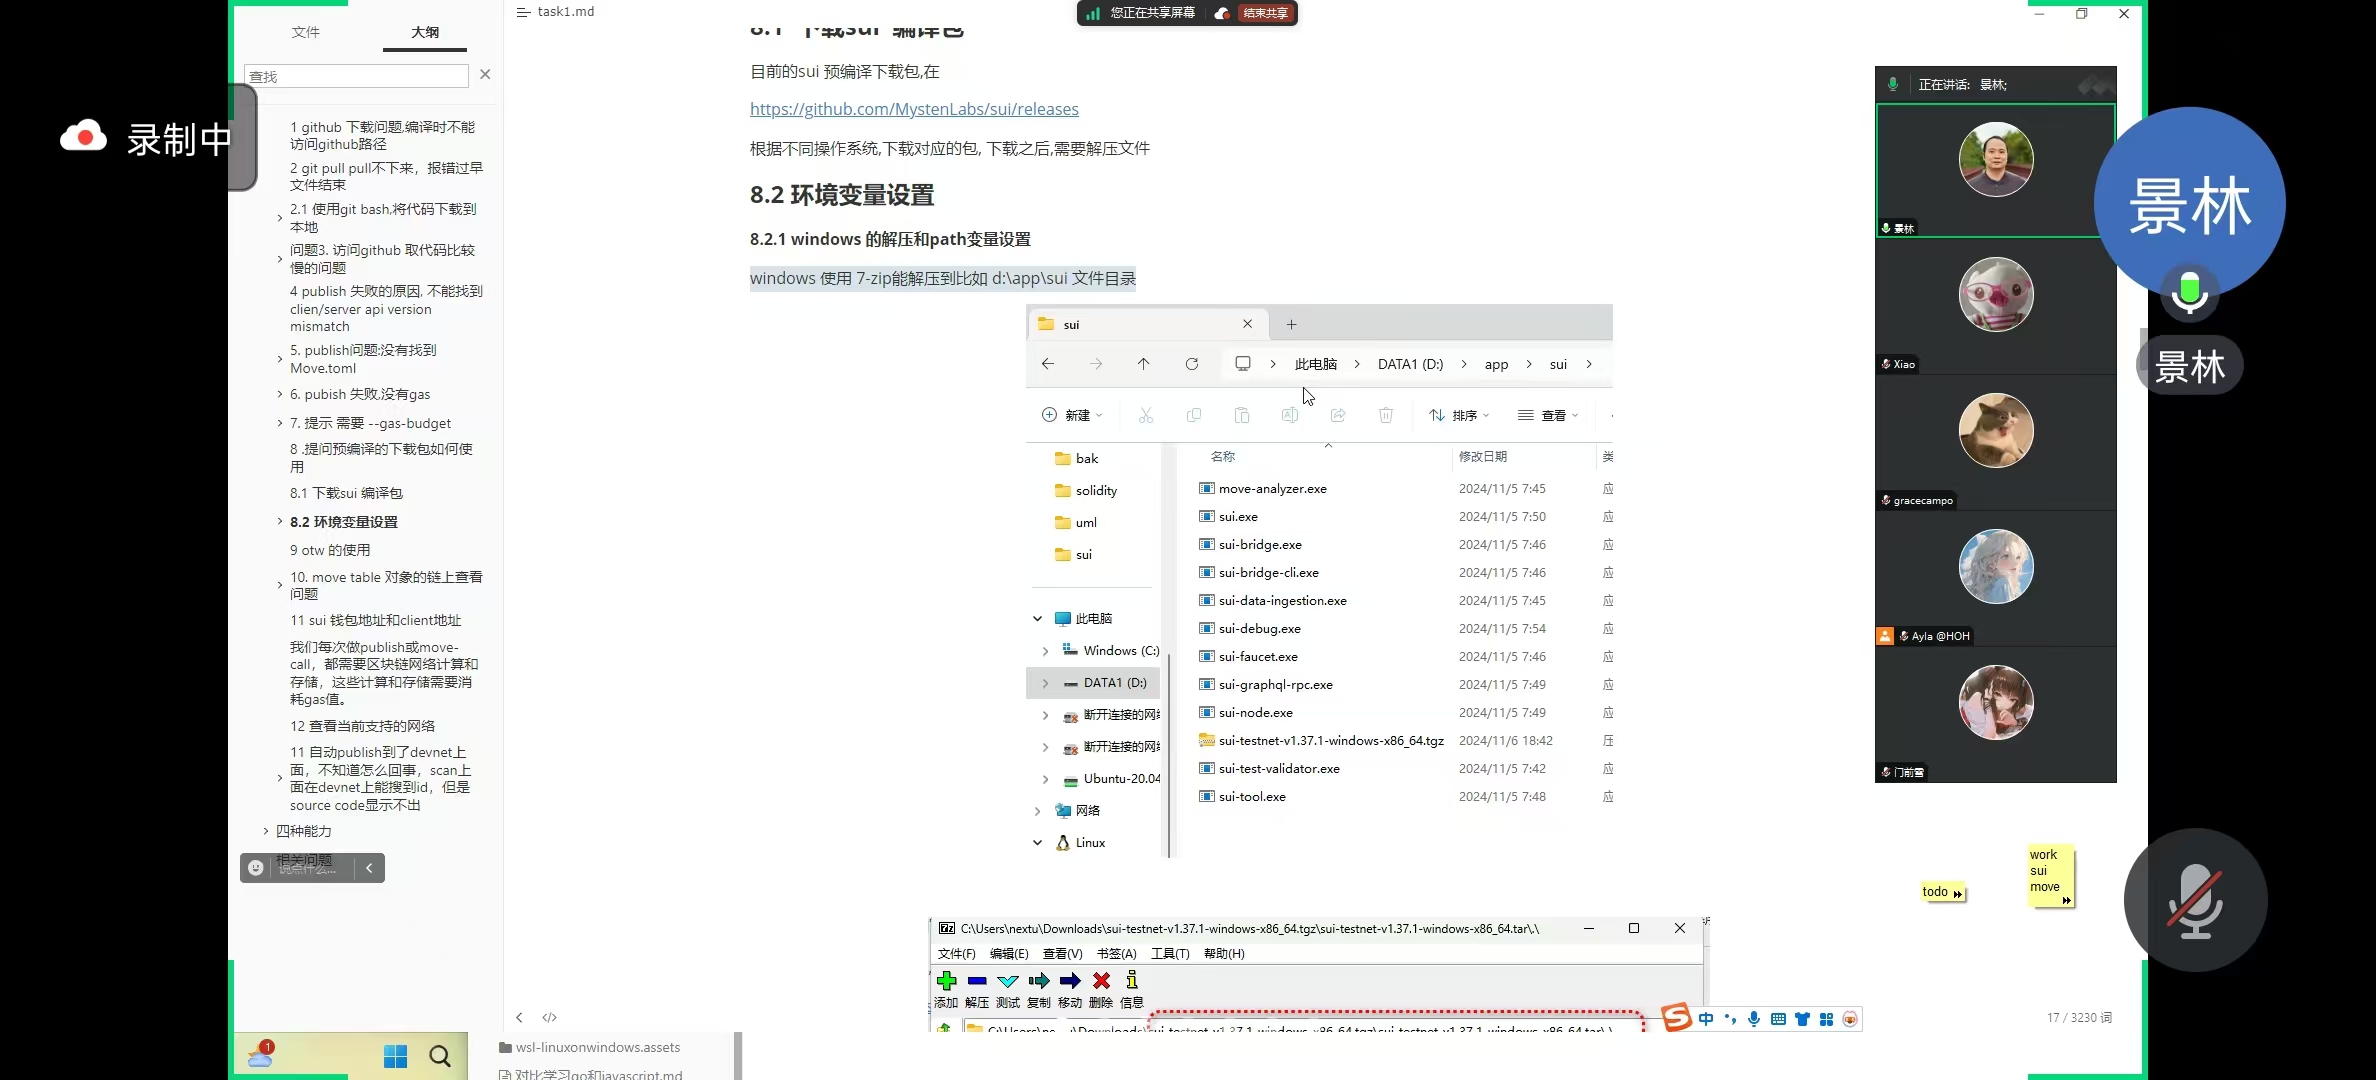 task1.md
您正在共享屏幕
结束共享
文件
大纲
查找
录制中
1 github 下载问题,编译时不能
访问github路径
2 git pull pull不下来，报错过早
文件结束
2.1 使用git bash,将代码下载到
本地
问题3. 访问github 取代码比较
慢的问题
4 publish 失败的原因, 不能找到
clien/server api version
mismatch
5. publish问题:没有找到
Move.toml
6. pubish 失败,没有gas
7. 提示 需要 --gas-budget
8 .提问预编译的下载包如何使
用
8.1 下载sui 编译包
8.2 环境变量设置
9 otw 的使用
10. move table 对象的链上查看
问题
11 sui 钱包地址和client地址
我们每次做publish或move-
call，都需要区块链网络计算和
存储，这些计算和存储需要消
耗gas值。
12 查看当前支持的网络
11 自动publish到了devnet上
面，不知道怎么回事，scan上
面在devnet上能搜到id，但是
source code显示不出
四种能力
相关问题
说点什么...
8.1 下载sui 编译包
目前的sui 预编译下载包,在
https://github.com/MystenLabs/sui/releases
根据不同操作系统,下载对应的包, 下载之后,需要解压文件
8.2 环境变量设置
8.2.1 windows 的解压和path变量设置
windows 使用 7-zip能解压到比如 d:\app\sui 文件目录
sui
此电脑 DATA1 (D:) app sui
新建 排序 查看
bak
solidity
uml
sui
此电脑
Windows (C:)
DATA1 (D:)
断开连接的网络
断开连接的网络
Ubuntu-20.04
网络
Linux
名称 修改日期 类
move-analyzer.exe 2024/11/5 7:45 应
sui.exe 2024/11/5 7:50 应
sui-bridge.exe 2024/11/5 7:46 应
sui-bridge-cli.exe 2024/11/5 7:46 应
sui-data-ingestion.exe 2024/11/5 7:45 应
sui-debug.exe 2024/11/5 7:54 应
sui-faucet.exe 2024/11/5 7:46 应
sui-graphql-rpc.exe 2024/11/5 7:49 应
sui-node.exe 2024/11/5 7:49 应
sui-testnet-v1.37.1-windows-x86_64.tgz 2024/11/6 18:42 压
sui-test-validator.exe 2024/11/5 7:42 应
sui-tool.exe 2024/11/5 7:48 应
C:\Users\nextu\Downloads\sui-testnet-v1.37.1-windows-x86_64.tgz\sui-testnet-v1.37.1-windows-x86_64.tar\.\
文件(F) 编辑(E) 查看(V) 书签(A) 工具(T) 帮助(H)
添加 解压 测试 复制 移动 删除 信息
正在讲话: 景林;
景林
Xiao
gracecampo
Ayla @HOH
门前雪
景林
景林
todo
work
sui
move
中
17 / 3230 词
1
wsl-linuxonwindows.assets
对比学习go和javascript.md